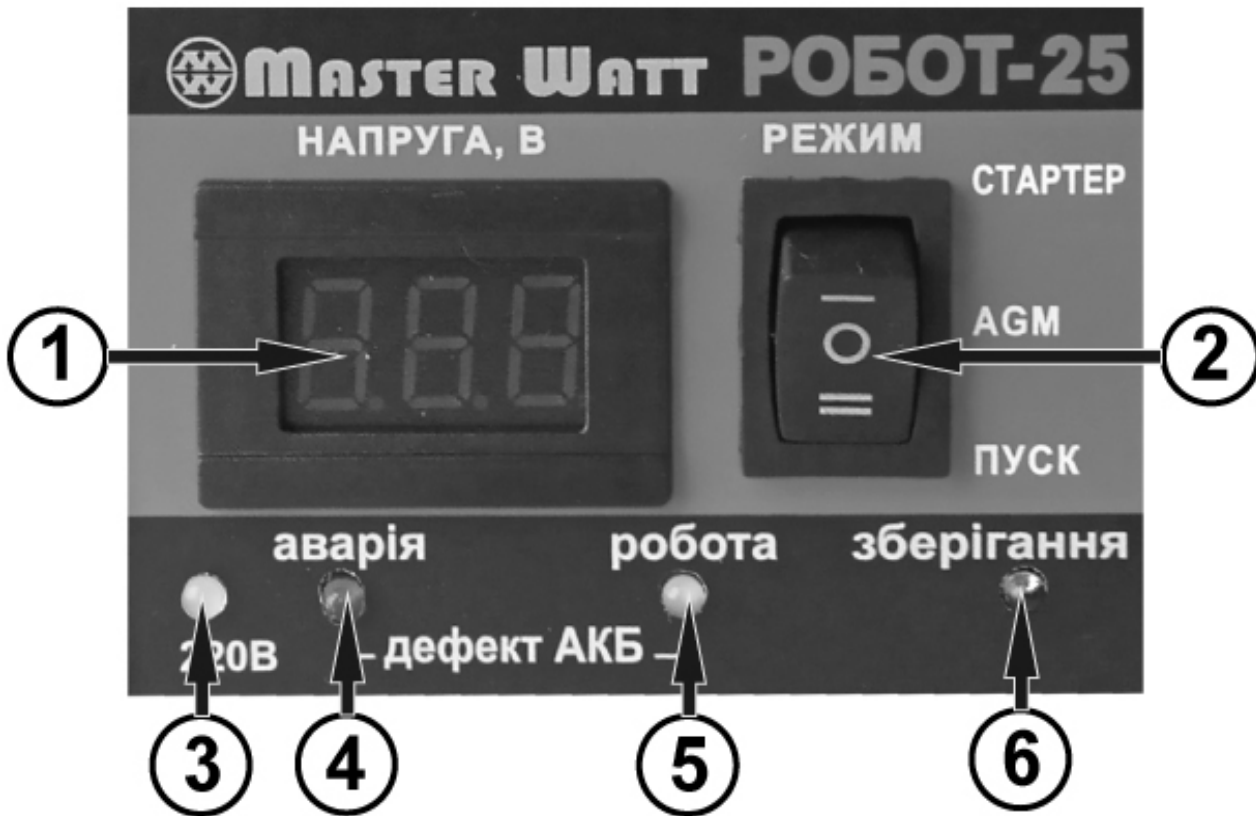 MASTER WATT РОБОТ-25
НАПРУГА, В РЕЖИМ
СТАРТЕР
AGM
ПУСК
аварія робота зберігання
220В дефект АКБ
1
2
3 4 5 6